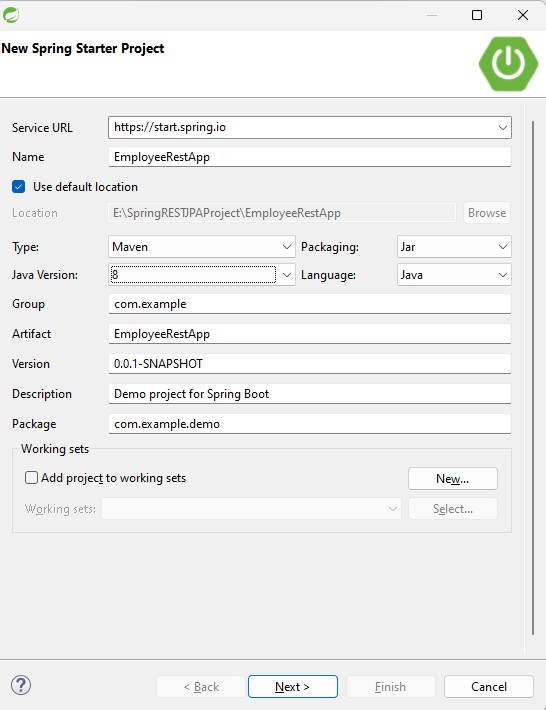 New Spring Starter Project
Service URL https://start.spring.io
Name EmployeeRestApp
Use default location
Location E:\SpringRESTJPAProject\EmployeeRestApp Browse
Type: Maven Packaging: Jar
Java Version: 8 Language: Java
Group com.example
Artifact EmployeeRestApp
Version 0.0.1-SNAPSHOT
Description Demo project for Spring Boot
Package com.example.demo
Working sets
Add project to working sets New...
Working sets: Select...
? < Back Next > Finish Cancel